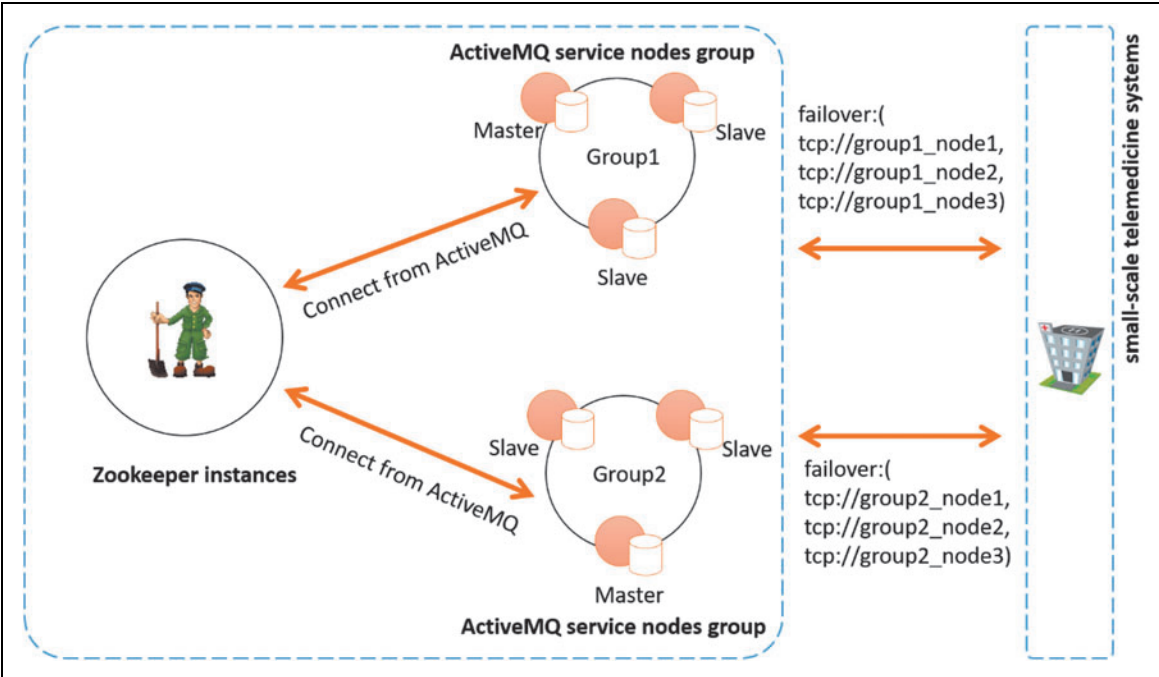 ActiveMQ service nodes group
Master
Slave
Group1
Slave
failover:(
tcp://group1_node1,
tcp://group1_node2,
tcp://group1_node3)
small-scale telemedicine systems
Connect from ActiveMQ
Zookeeper instances
Connect from ActiveMQ
Slave
Slave
Group2
Master
ActiveMQ service nodes group
failover:(
tcp://group2_node1,
tcp://group2_node2,
tcp://group2_node3)